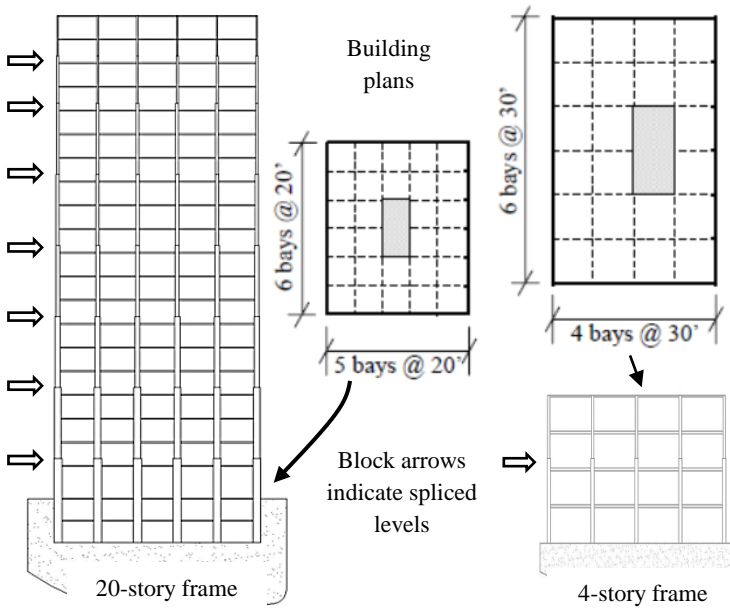 Building
plans
6 bays @ 20'
5 bays @ 20'
6 bays @ 30'
4 bays @ 30'
Block arrows
indicate spliced
levels
20-story frame
4-story frame